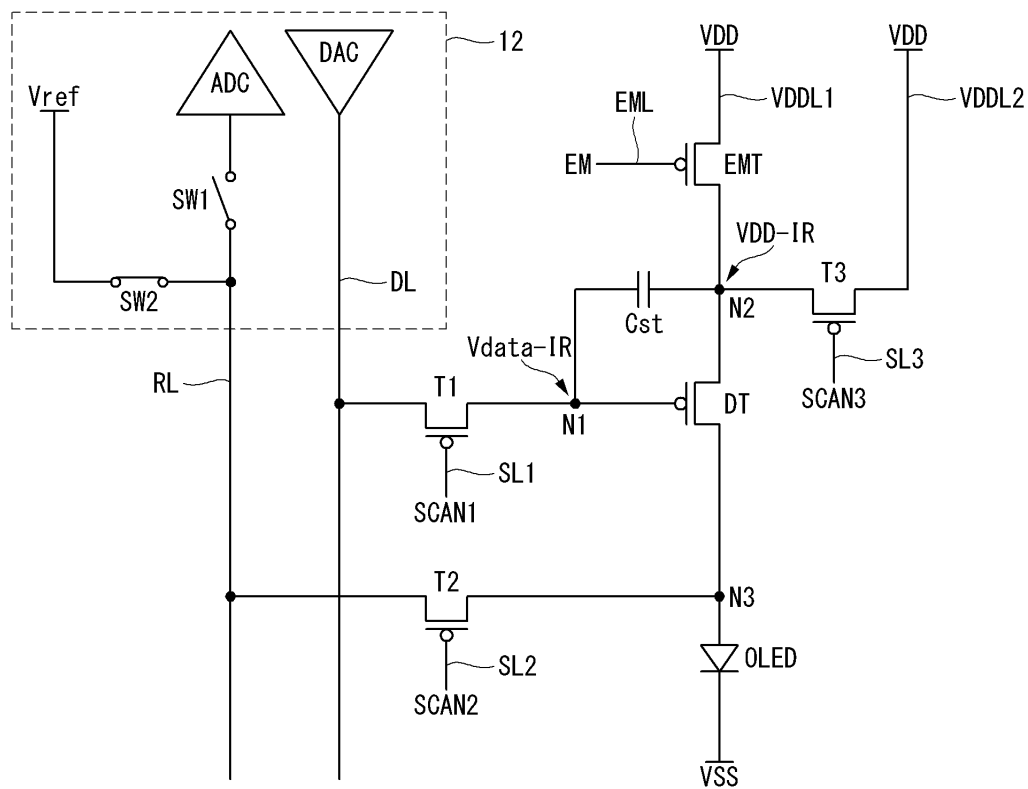 DAC
12
VDD
VDD
ADC
Vref
VDDL1
VDDL2
EML
EM
EMT
SW1
VDD-IR
T3
DL
SW2
N2
Cst
Vdata-IR
SL3
RL
T1
SCAN3
DT
N1
SL1
SCAN1
T2
N3
OLED
SL2
SCAN2
VSS